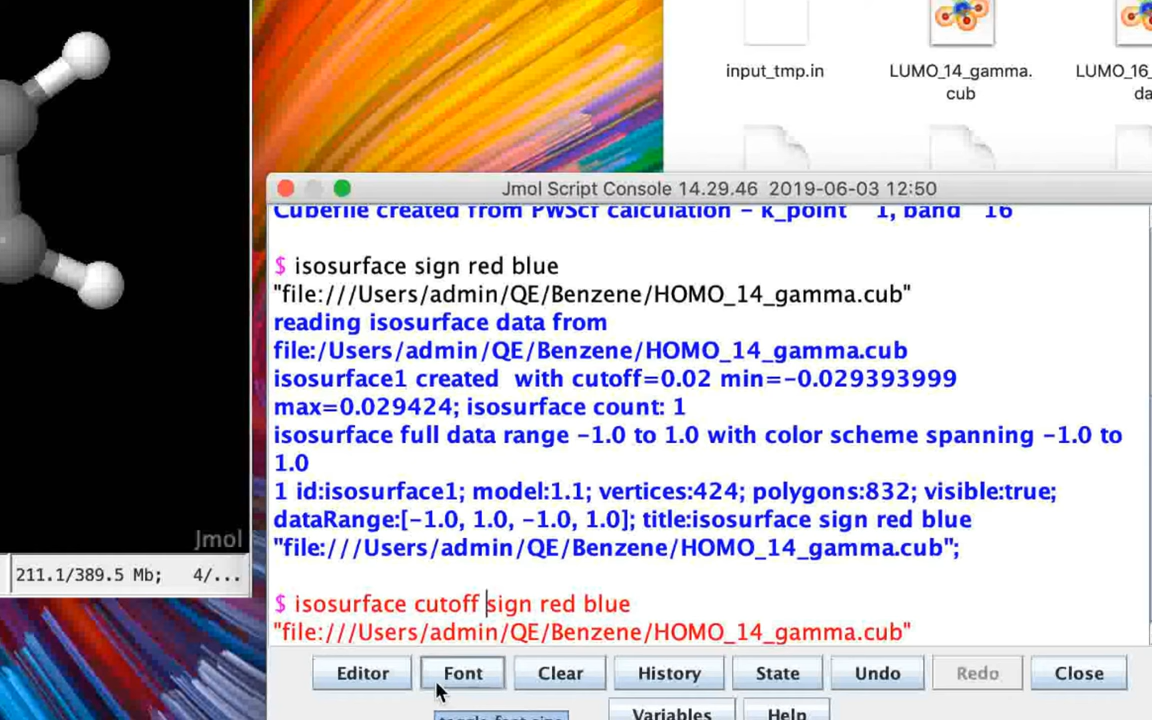 input_tmp.in
LUMO_14_gamma.
cub
LUMO_16_
da
Jmol Script Console 14.29.46 2019-06-03 12:50
Cubefile created from PWScf calculation - k_point 1, band 16
$ isosurface sign red blue
"file:///Users/admin/QE/Benzene/HOMO_14_gamma.cub"
reading isosurface data from
file:/Users/admin/QE/Benzene/HOMO_14_gamma.cub
isosurface1 created with cutoff=0.02 min=-0.029393999
max=0.029424; isosurface count: 1
isosurface full data range -1.0 to 1.0 with color scheme spanning -1.0 to
1.0
1 id:isosurface1; model:1.1; vertices:424; polygons:832; visible:true;
dataRange:[-1.0, 1.0, -1.0, 1.0]; title:isosurface sign red blue
"file:///Users/admin/QE/Benzene/HOMO_14_gamma.cub";
$ isosurface cutoff sign red blue
"file:///Users/admin/QE/Benzene/HOMO_14_gamma.cub"
Jmol
211.1/389.5 Mb; 4/...
Editor Font Clear History State Undo Redo Close
toggle font size
Variables Help